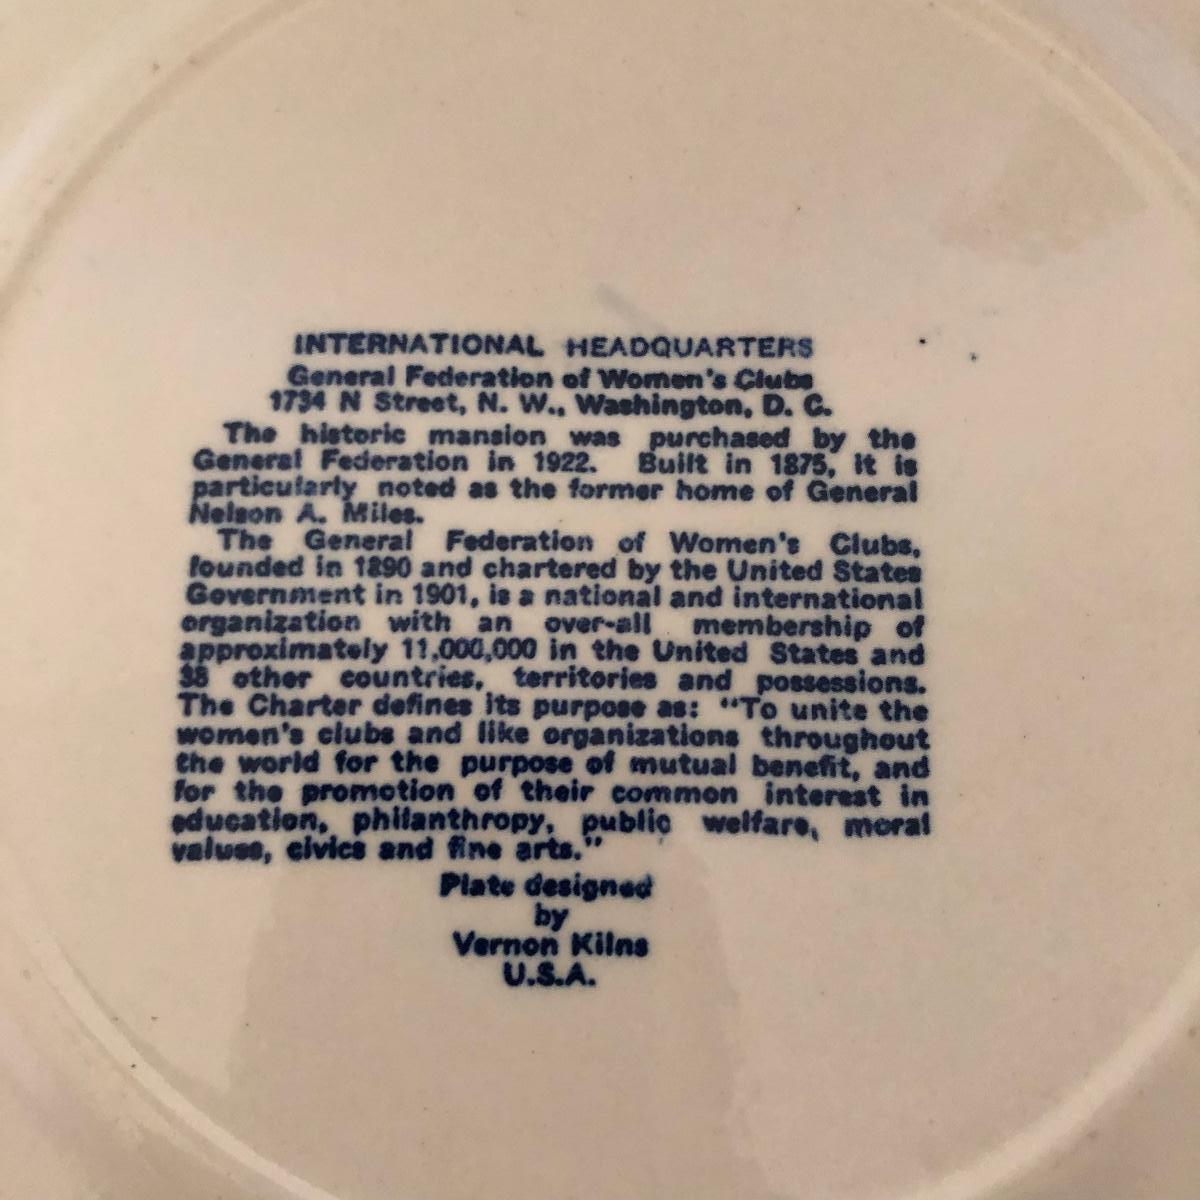 INTERNATIONAL HEADQUARTERS
General Federation of Women's Clubs
1734 N Street, N. W., Washington, D. C.
The historic mansion was purchased by the
General Federation in 1922. Built in 1875, it is
particularly noted as the former home of General
Nelson A. Miles.
The General Federation of Women's Clubs,
founded in 1890 and chartered by the United States
Government in 1901, is a national and international
organization with an over-all membership of
approximately 11,000,000 in the United States and
38 other countries, territories and possessions.
The Charter defines its purpose as: "To unite the
women's clubs and like organizations throughout
the world for the purpose of mutual benefit, and
for the promotion of their common interest in
education, philanthropy, public welfare, moral
values, civics and fine arts."
Plate designed
by
Vernon Kilns
U.S.A.